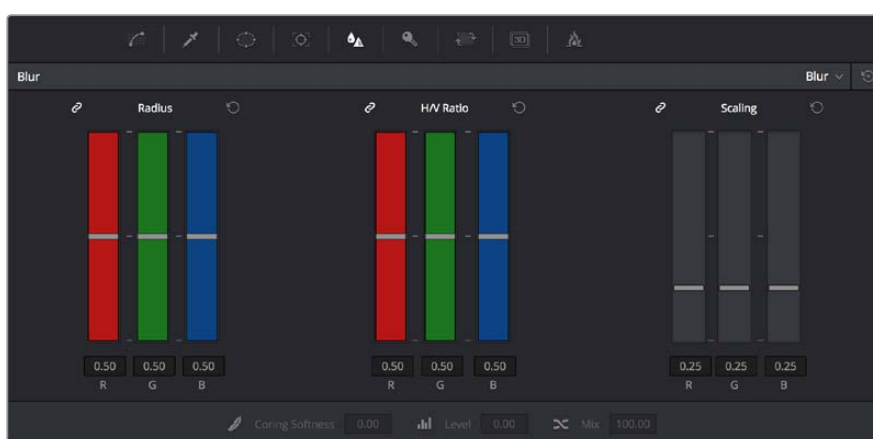 3D
Blur Blur
Radius H/V Ratio Scaling
0.50 0.50 0.50 0.50 0.50 0.50 0.25 0.25 0.25
R G B R G B R G B
Coring Softness 0.00 Level 0.00 Mix 100.00